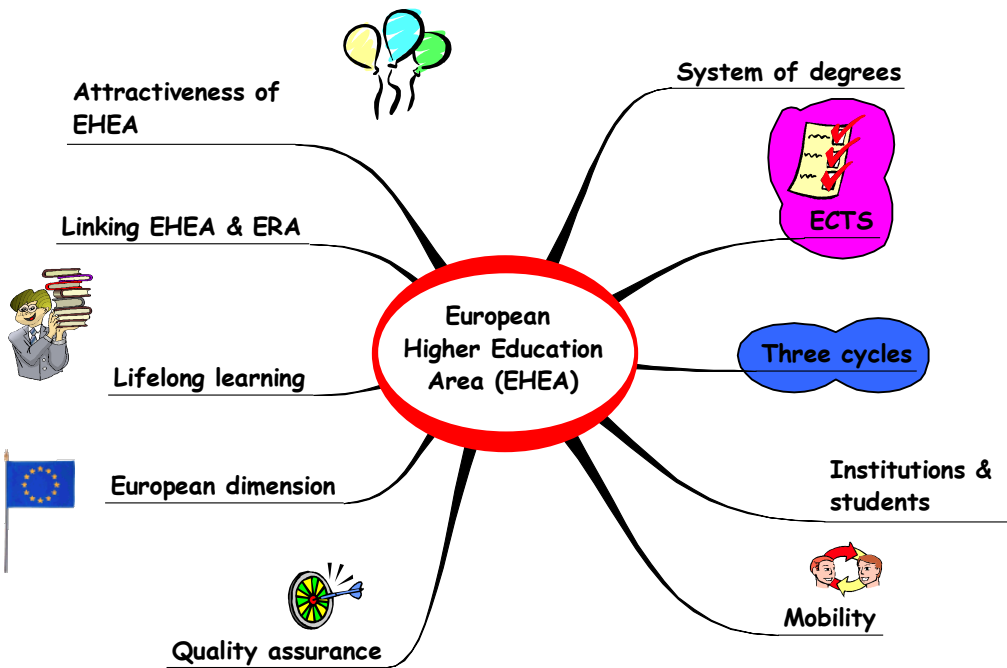 System of degrees
Attractiveness of
EHEA
ECTS
Linking EHEA & ERA
European
Higher Education
Area (EHEA)
Three cycles
Lifelong learning
Institutions &
students
European dimension
Mobility
Quality assurance